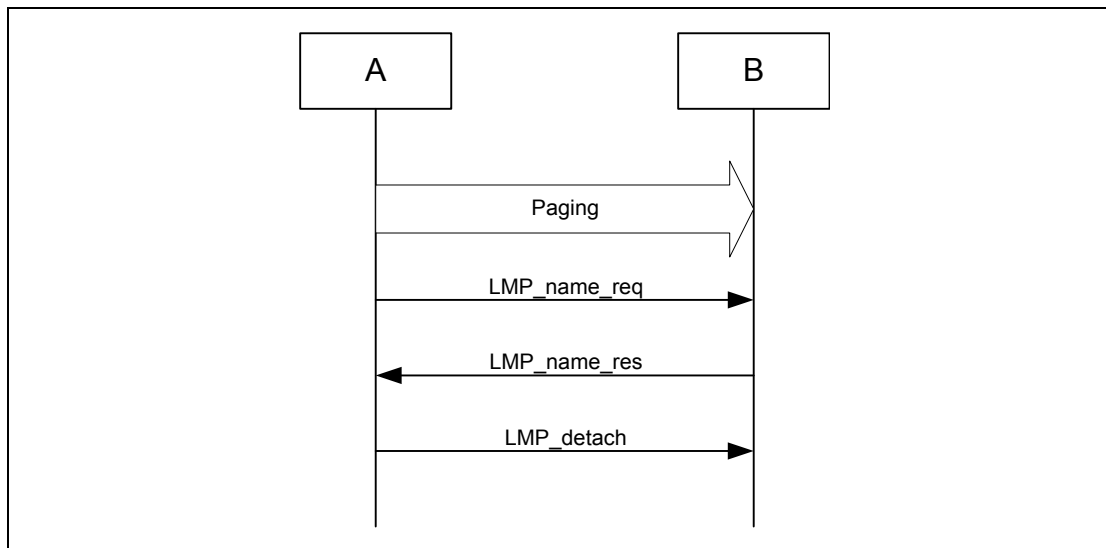 A
B
Paging
LMP_name_req
LMP_name_res
LMP_detach